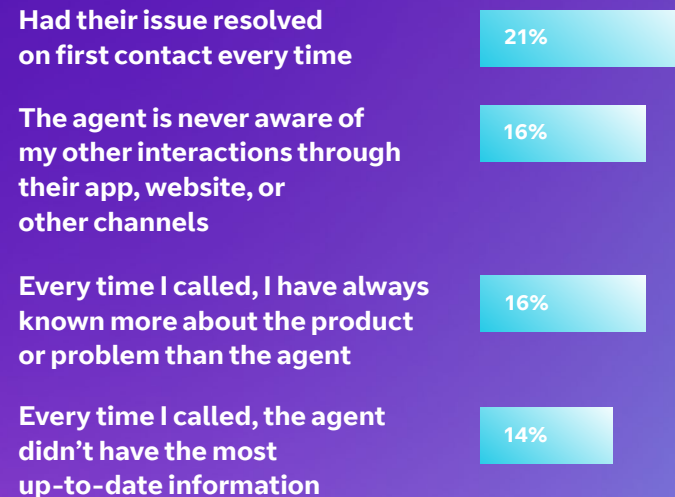 Had their issue resolved
on first contact every time
21%
The agent is never aware of
my other interactions through
their app, website, or
other channels
16%
Every time I called, I have always
known more about the product
or problem than the agent
16%
Every time I called, the agent
didn’t have the most
up-to-date information
14%